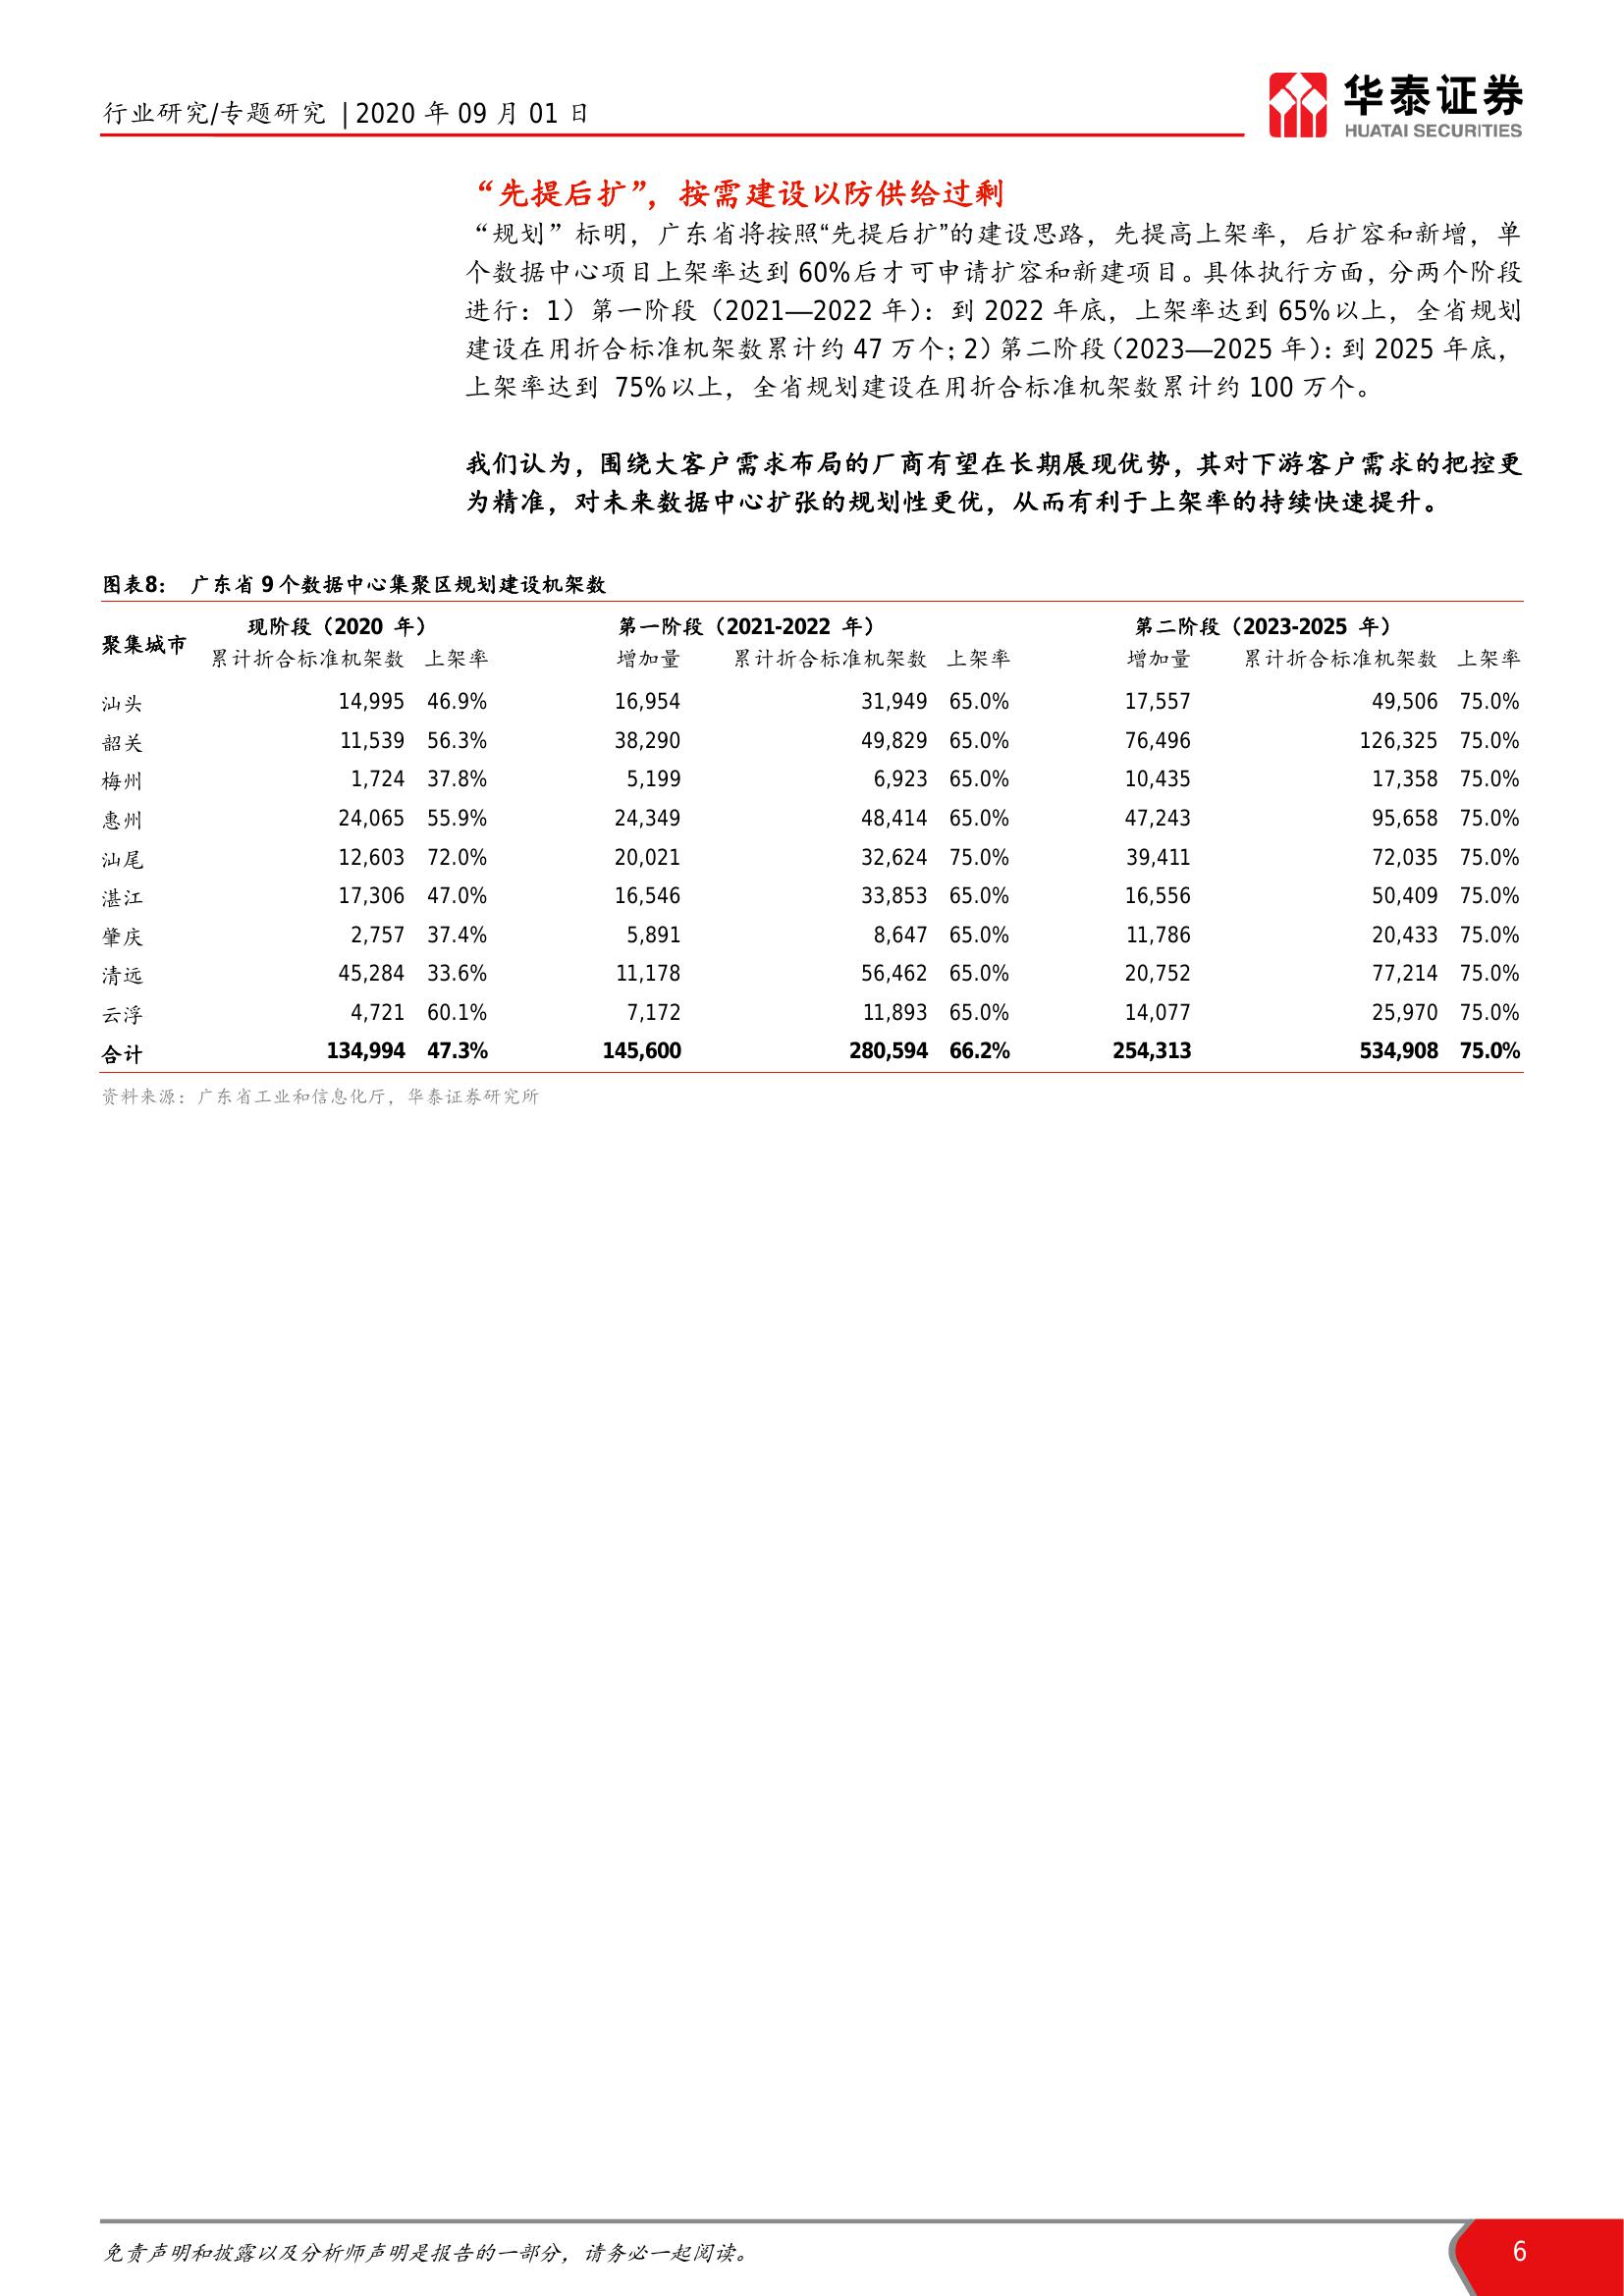 行业研究/专题研究 | 2020 年 09 月 01 日
华泰证券
HUATAI SECURITIES
“先提后扩”，按需建设以防供给过剩
“规划”标明，广东省将按照“先提后扩”的建设思路，先提高上架率，后扩容和新增，单
个数据中心项目上架率达到 60%后才可申请扩容和新建项目。具体执行方面，分两个阶段
进行：1）第一阶段（2021—2022 年）：到 2022 年底，上架率达到 65%以上，全省规划
建设在用折合标准机架数累计约 47 万个；2）第二阶段（2023—2025 年）：到 2025 年底，
上架率达到 75%以上，全省规划建设在用折合标准机架数累计约 100 万个。
我们认为，围绕大客户需求布局的厂商有望在长期展现优势，其对下游客户需求的把控更
为精准，对未来数据中心扩张的规划性更优，从而有利于上架率的持续快速提升。
图表8： 广东省 9 个数据中心集聚区规划建设机架数
聚集城市 现阶段（2020 年） 第一阶段（2021-2022 年） 第二阶段（2023-2025 年）
累计折合标准机架数 上架率 增加量 累计折合标准机架数 上架率 增加量 累计折合标准机架数 上架率
汕头 14,995 46.9% 16,954 31,949 65.0% 17,557 49,506 75.0%
韶关 11,539 56.3% 38,290 49,829 65.0% 76,496 126,325 75.0%
梅州 1,724 37.8% 5,199 6,923 65.0% 10,435 17,358 75.0%
惠州 24,065 55.9% 24,349 48,414 65.0% 47,243 95,658 75.0%
汕尾 12,603 72.0% 20,021 32,624 75.0% 39,411 72,035 75.0%
湛江 17,306 47.0% 16,546 33,853 65.0% 16,556 50,409 75.0%
肇庆 2,757 37.4% 5,891 8,647 65.0% 11,786 20,433 75.0%
清远 45,284 33.6% 11,178 56,462 65.0% 20,752 77,214 75.0%
云浮 4,721 60.1% 7,172 11,893 65.0% 14,077 25,970 75.0%
合计 134,994 47.3% 145,600 280,594 66.2% 254,313 534,908 75.0%
资料来源：广东省工业和信息化厅，华泰证券研究所
免责声明和披露以及分析师声明是报告的一部分，请务必一起阅读。
6